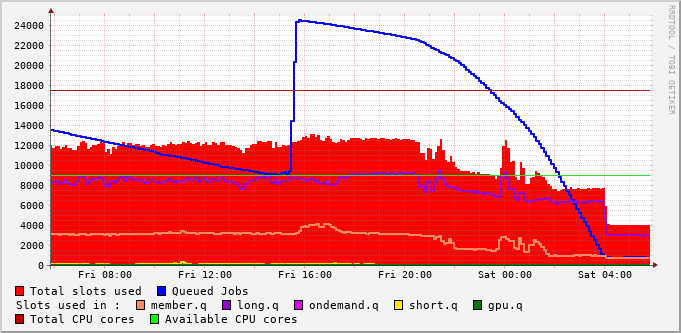 24000
22000
20000
18000
16000
14000
12000
10000
8000
6000
4000
2000
0
Fri 08:00 Fri 12:00 Fri 16:00 Fri 20:00 Sat 00:00 Sat 04:00
RRDTOOL / TOBI OETIKER
Total slots used Queued Jobs
Slots used in : member.q long.q ondemand.q short.q gpu.q
Total CPU cores Available CPU cores